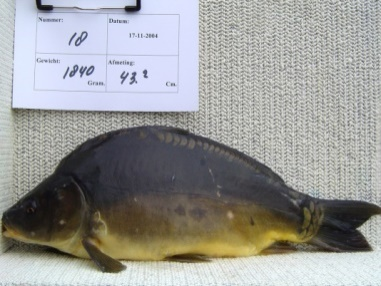 Nummer: Datum:
18 17-11-2004
Gewicht: Afmeting:
1840 43.2
Gram. Cm.